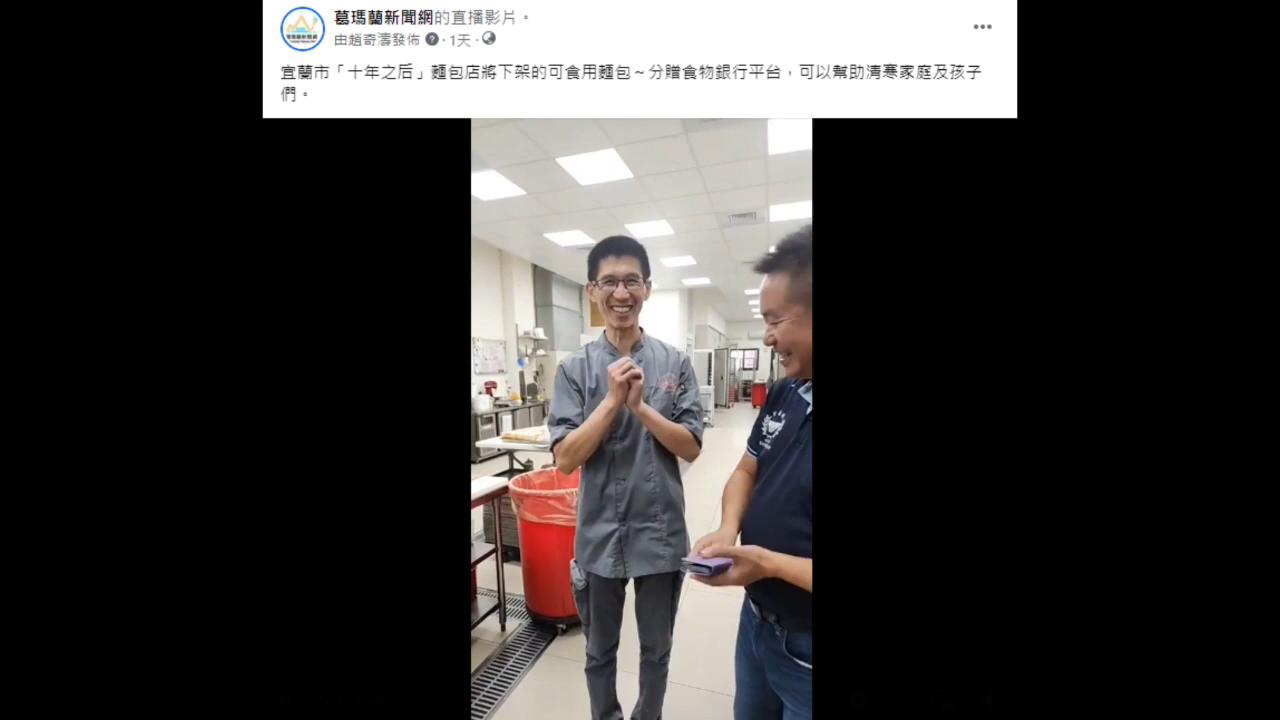 葛瑪蘭新聞網的直播影片。
由趙奇濤發佈 · 1天 ·
宜蘭市「十年之后」麵包店將下架的可食用麵包～分贈食物銀行平台，可以幫助清寒家庭及孩子
們。